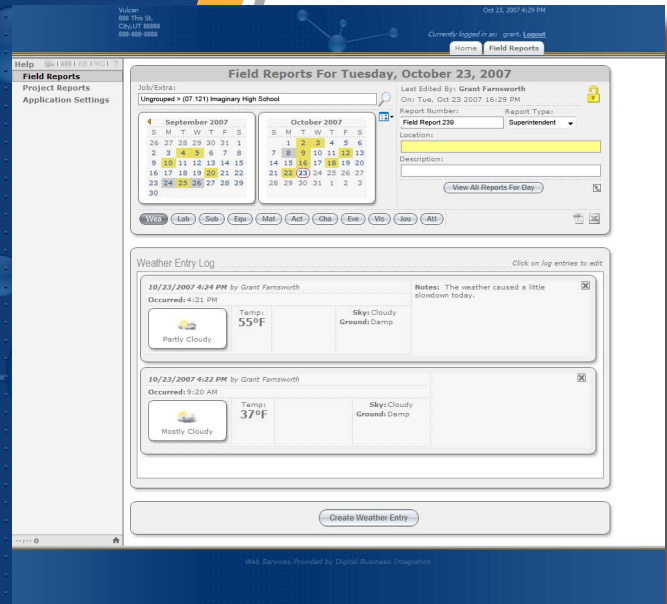 Vulcan
888 This St.
City,UT 88888
888-888-8888
Oct 23, 2007 4:29 PM
Currently logged in as: grant. Logout
Home Field Reports
Help
Field Reports
Project Reports
Application Settings
Field Reports For Tuesday, October 23, 2007
Job/Extra:
Ungrouped > (07.121) Imaginary High School
Last Edited By: Grant Farnsworth
On: Tue, Oct 23 2007 16:29 PM
Report Number: Report Type:
Field Report 239 Superintendent
Location:
Description:
View All Reports For Day
September 2007
S M T W T F S
26 27 28 29 30 31 1
2 3 4 5 6 7 8
9 10 11 12 13 14 15
16 17 18 19 20 21 22
23 24 25 26 27 28 29
30
October 2007
S M T W T F S
1 2 3 4 5 6
7 8 9 10 11 12 13
14 15 16 17 18 19 20
21 22 23 24 25 26 27
28 29 30 31 1 2 3
Wea Lab Sub Equ Mat Act Cha Eve Vis Jou Att
Weather Entry Log
Click on log entries to edit
10/23/2007 4:24 PM by Grant Farnsworth
Occurred: 4:21 PM
Partly Cloudy
Temp:
55°F
Sky: Cloudy
Ground: Damp
Notes: The weather caused a little
slowdown today.
10/23/2007 4:22 PM by Grant Farnsworth
Occurred: 9:20 AM
Mostly Cloudy
Temp:
37°F
Sky: Cloudy
Ground: Damp
Create Weather Entry
Web Services Provided by Digital Business Integration